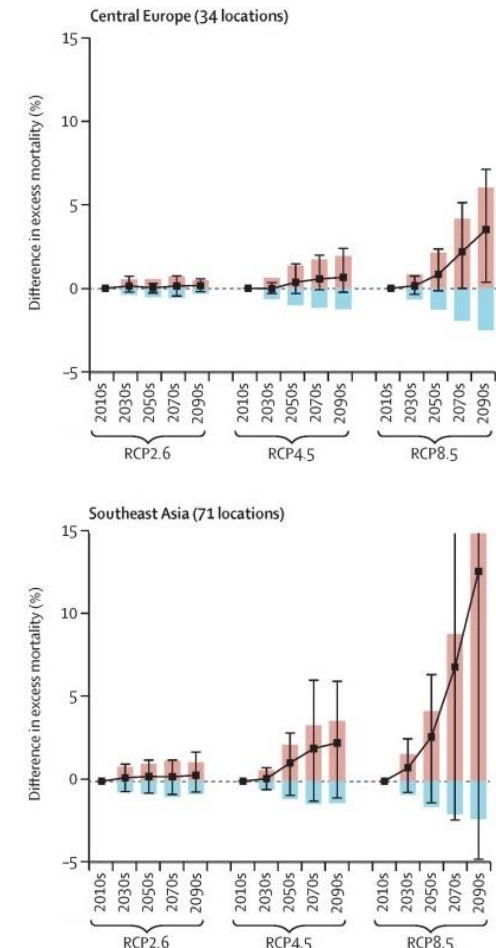 Central Europe (34 locations)
Difference in excess mortality (%)
15
10
5
0
−5
2010s 2030s 2050s 2070s 2090s 2010s 2030s 2050s 2070s 2090s 2010s 2030s 2050s 2070s 2090s
RCP2.6 RCP4.5 RCP8.5
Southeast Asia (71 locations)
Difference in excess mortality (%)
15
10
5
0
−5
2010s 2030s 2050s 2070s 2090s 2010s 2030s 2050s 2070s 2090s 2010s 2030s 2050s 2070s 2090s
RCP2.6 RCP4.5 RCP8.5